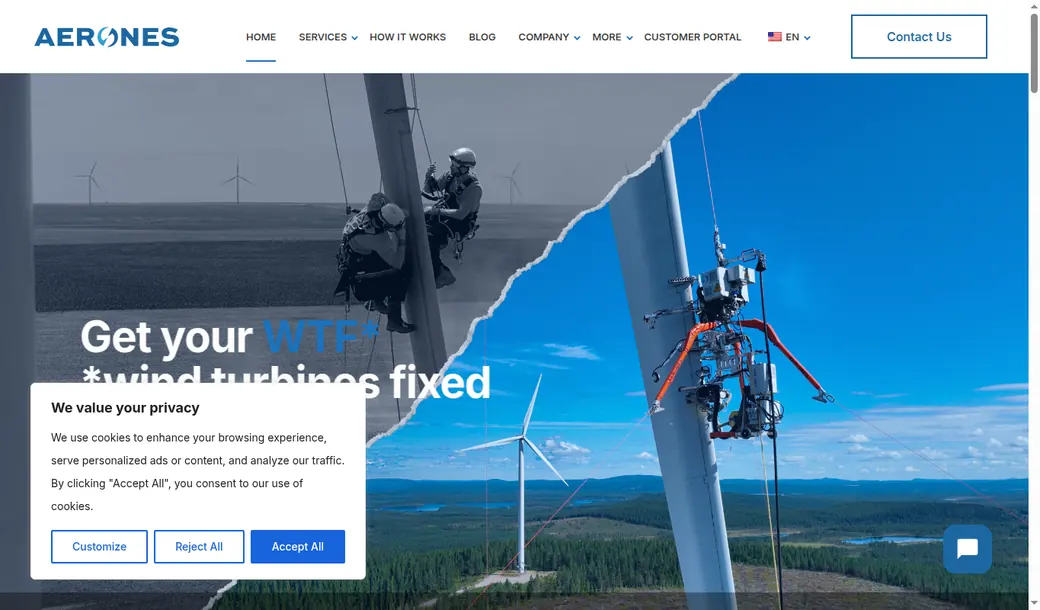 AERONES
HOME
SERVICES
HOW IT WORKS
BLOG
COMPANY
MORE
CUSTOMER PORTAL
EN
Contact Us
Get your WTF*
*wind turbines fixed
We value your privacy
We use cookies to enhance your browsing experience,
serve personalized ads or content, and analyze our traffic.
By clicking "Accept All", you consent to our use of
cookies.
Customize
Reject All
Accept All